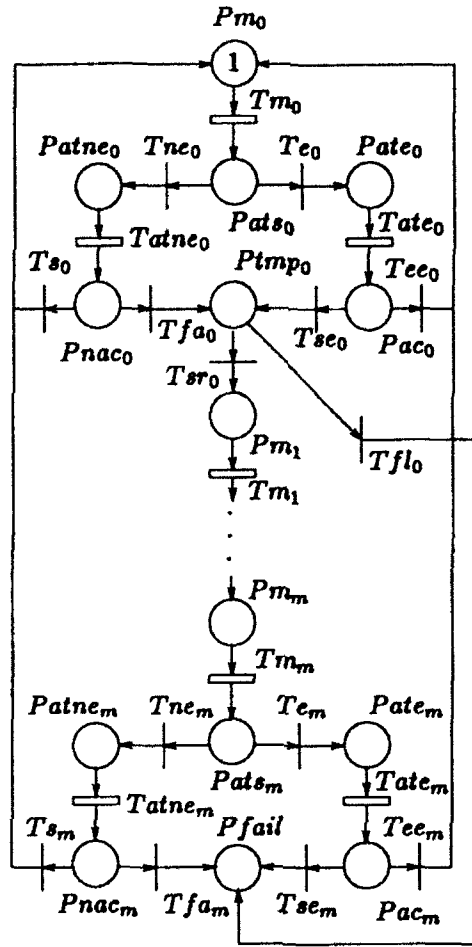 Pm₀
1
Tm₀
Patne₀ Tne₀ Te₀ Pate₀
Pats₀
Tatne₀ Tate₀
Ts₀ Ptmp₀ Tee₀
Pnac₀ Tfa₀ Tse₀ Pac₀
Tsr₀
Pm₁
Tfl₀
Tm₁
Pmₘ
Tmₘ
Patneₘ Tneₘ Teₘ Pateₘ
Patsₘ
Tatneₘ Tateₘ
Tsₘ Pfail Teeₘ
Pnacₘ Tfaₘ Tseₘ Pacₘ